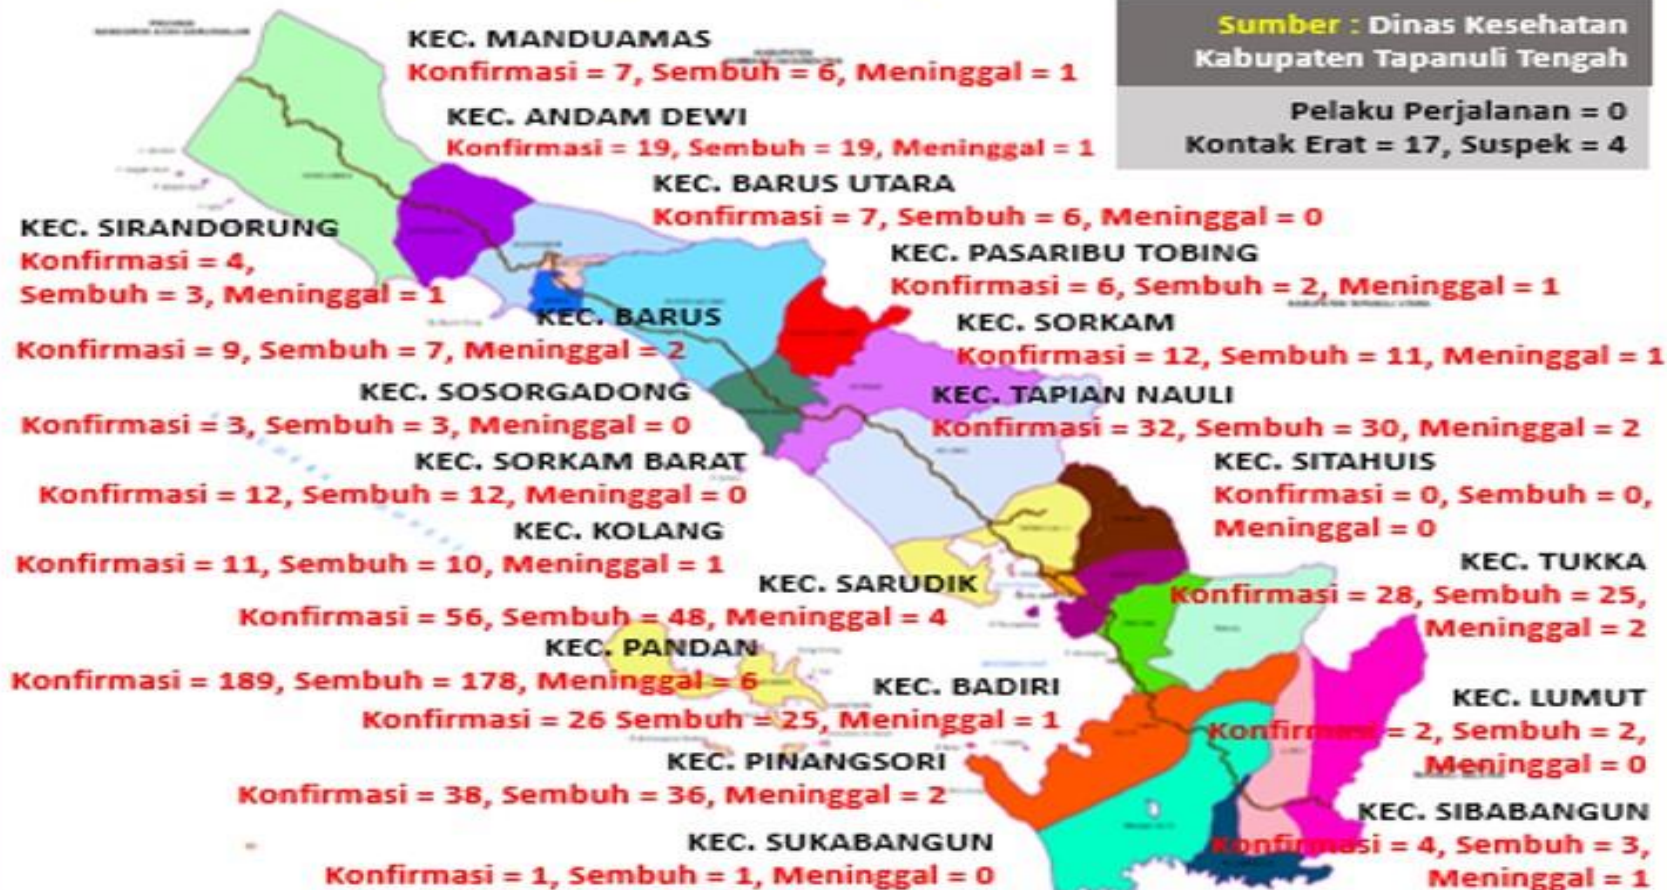 Sumber : Dinas Kesehatan
Kabupaten Tapanuli Tengah
Pelaku Perjalanan = 0
Kontak Erat = 17, Suspek = 4
KEC. MANDUAMAS
Konfirmasi = 7, Sembuh = 6, Meninggal = 1
KEC. ANDAM DEWI
Konfirmasi = 19, Sembuh = 19, Meninggal = 1
KEC. BARUS UTARA
Konfirmasi = 7, Sembuh = 6, Meninggal = 0
KEC. SIRANDORUNG
Konfirmasi = 4,
Sembuh = 3, Meninggal = 1
KEC. PASARIBU TOBING
Konfirmasi = 6, Sembuh = 2, Meninggal = 1
KEC. BARUS
Konfirmasi = 9, Sembuh = 7, Meninggal = 2
KEC. SORKAM
Konfirmasi = 12, Sembuh = 11, Meninggal = 1
KEC. SOSORGADONG
Konfirmasi = 3, Sembuh = 3, Meninggal = 0
KEC. TAPIAN NAULI
Konfirmasi = 32, Sembuh = 30, Meninggal = 2
KEC. SORKAM BARAT
Konfirmasi = 12, Sembuh = 12, Meninggal = 0
KEC. SITAHUIS
Konfirmasi = 0, Sembuh = 0,
Meninggal = 0
KEC. KOLANG
Konfirmasi = 11, Sembuh = 10, Meninggal = 1
KEC. TUKKA
Konfirmasi = 28, Sembuh = 25,
Meninggal = 2
KEC. SARUDIK
Konfirmasi = 56, Sembuh = 48, Meninggal = 4
KEC. PANDAN
Konfirmasi = 189, Sembuh = 178, Meninggal = 6
KEC. BADIRI
Konfirmasi = 26 Sembuh = 25, Meninggal = 1
KEC. LUMUT
Konfirmasi = 2, Sembuh = 2,
Meninggal = 0
KEC. PINANGSORI
Konfirmasi = 38, Sembuh = 36, Meninggal = 2
KEC. SIBABANGUN
Konfirmasi = 4, Sembuh = 3,
Meninggal = 1
KEC. SUKABANGUN
Konfirmasi = 1, Sembuh = 1, Meninggal = 0